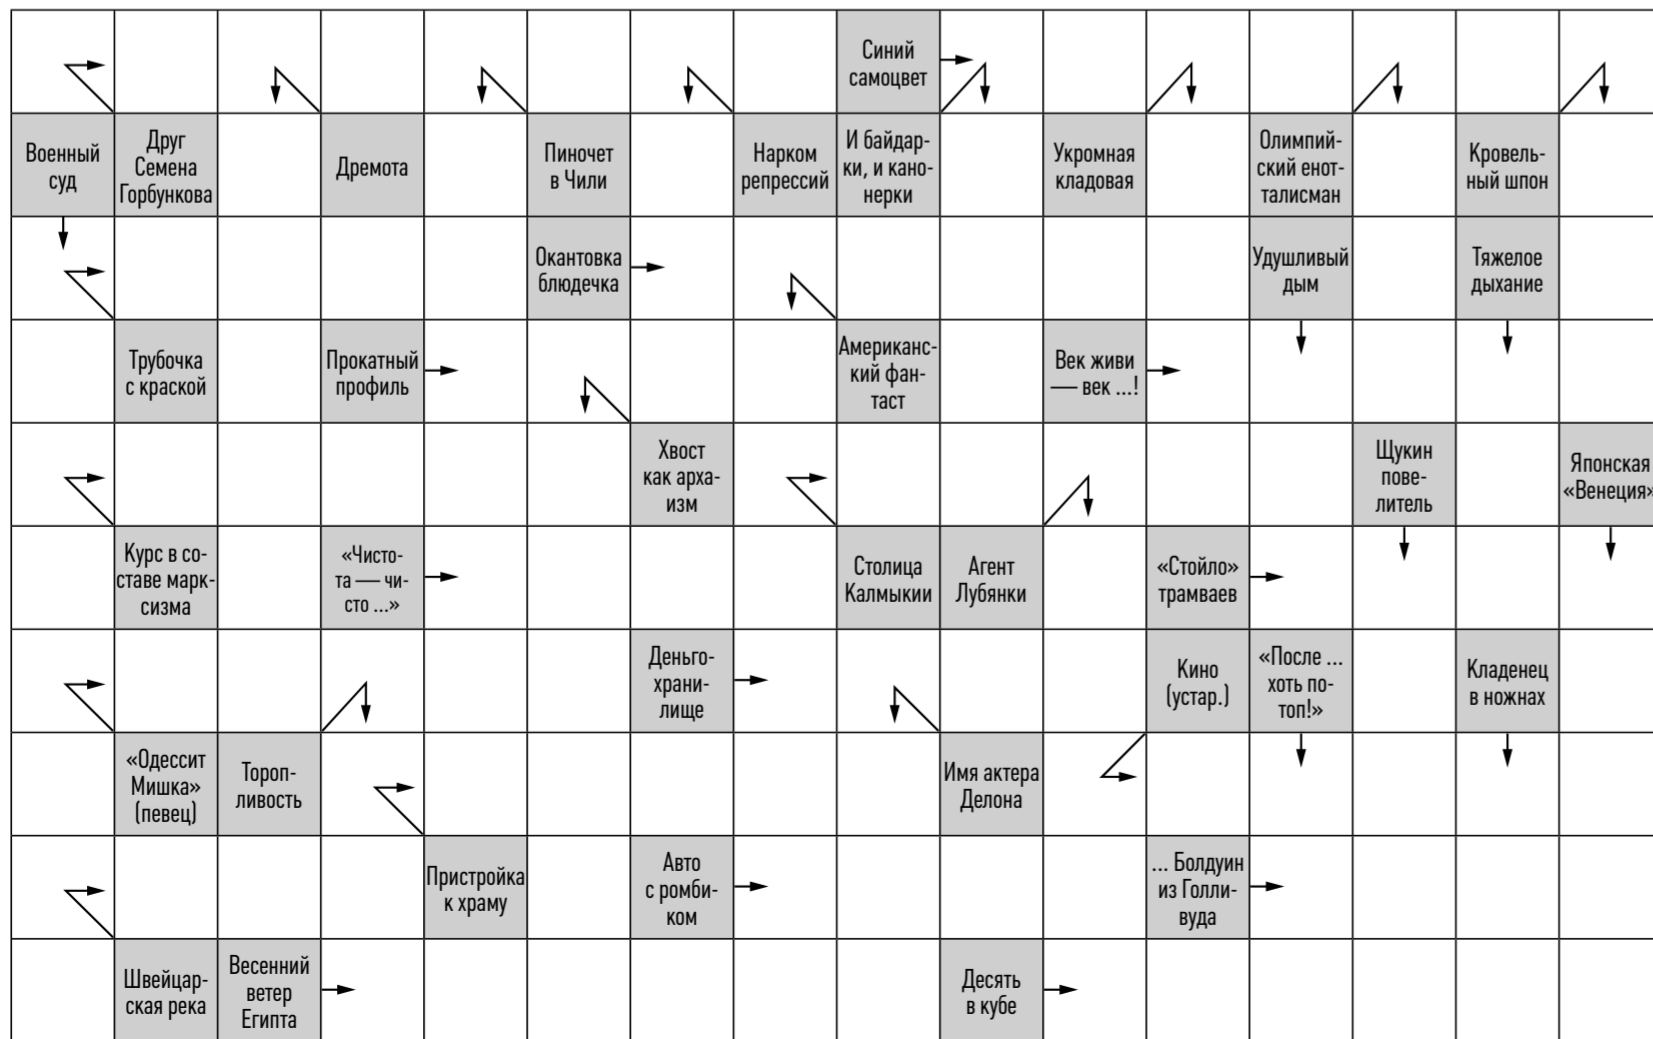 Синий
самоцвет
Военный
суд
Друг
Семена
Горбункова
Дремота
Пиночет
в Чили
Нарком
репрессий
И байдар-
ки, и кано-
нерки
Укромная
кладовая
Олимпий-
ский енот-
талисман
Кровель-
ный шпон
Окантовка
блюдечка
Удушливый
дым
Тяжелое
дыхание
Трубочка
с краской
Прокатный
профиль
Американс-
кий фан-
таст
Век живи
— век ...!
Хвост
как арха-
изм
Щукин
пове-
литель
Японская
«Венеция»
Курс в со-
ставе марк-
сизма
«Чисто-
та — чи-
сто ...»
Столица
Калмыкии
Агент
Лубянки
«Стойло»
трамваев
Деньго-
храни-
лище
Кино
(устар.)
«После ...
хоть по-
топ!»
Кладенец
в ножнах
«Одессит
Мишка»
(певец)
Тороп-
ливость
Имя актера
Делона
Пристройка
к храму
Авто
с ромби-
ком
... Болдуин
из Голли-
вуда
Швейцар-
ская река
Весенний
ветер
Египта
Десять
в кубе